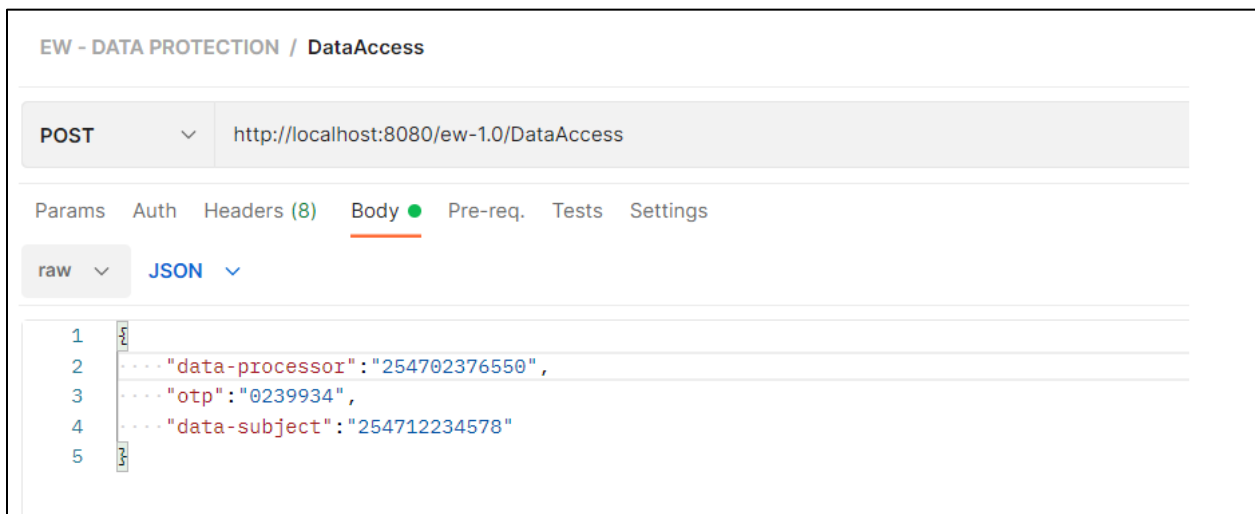 EW - DATA PROTECTION / DataAccess
POST http://localhost:8080/ew-1.0/DataAccess
Params Auth Headers (8) Body Pre-req. Tests Settings
raw JSON
1 {
2 "data-processor":"254702376550",
3 "otp":"0239934",
4 "data-subject":"254712234578"
5 }